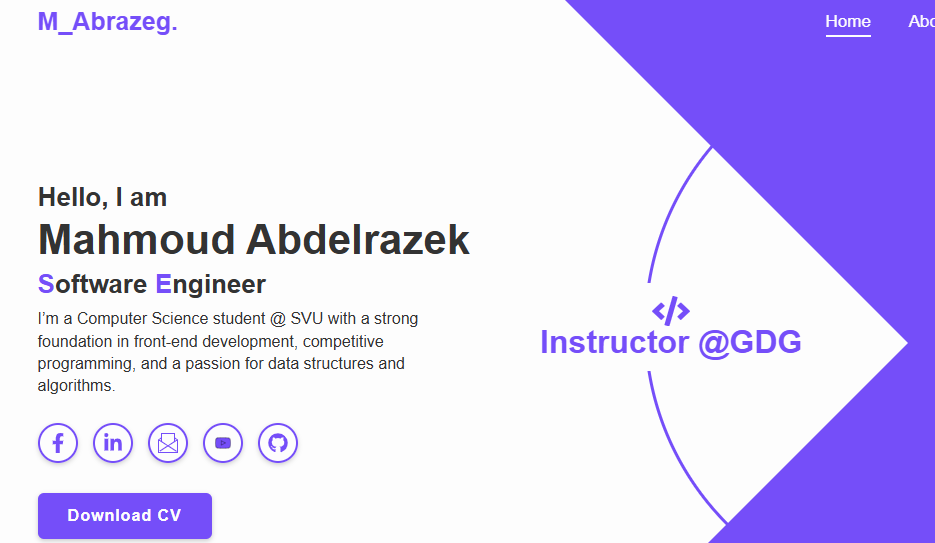 M_Abrazeg.
Home
Hello, I am
Mahmoud Abdelrazek
Software Engineer
I’m a Computer Science student @ SVU with a strong
foundation in front-end development, competitive
programming, and a passion for data structures and
algorithms.
Download CV
</>
Instructor @GDG